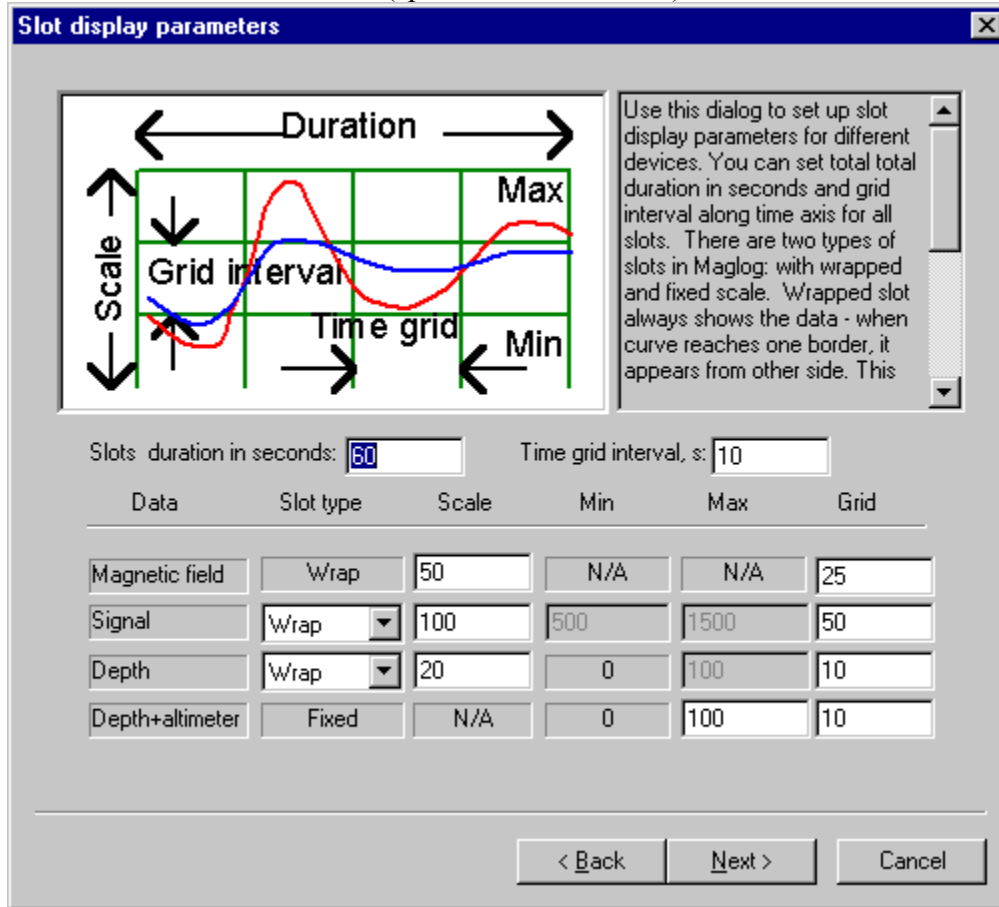 Slot display parameters
Duration
Max
Scale
Grid interval
Time grid
Min
Use this dialog to set up slot
display parameters for different
devices. You can set total total
duration in seconds and grid
interval along time axis for all
slots. There are two types of
slots in Maglog: with wrapped
and fixed scale. Wrapped slot
always shows the data - when
curve reaches one border, it
appears from other side. This
Slots duration in seconds: 60 Time grid interval, s: 10
Data Slot type Scale Min Max Grid
Magnetic field Wrap 50 N/A N/A 25
Signal Wrap 100 500 1500 50
Depth Wrap 20 0 100 10
Depth+altimeter Fixed N/A 0 100 10
< Back Next > Cancel